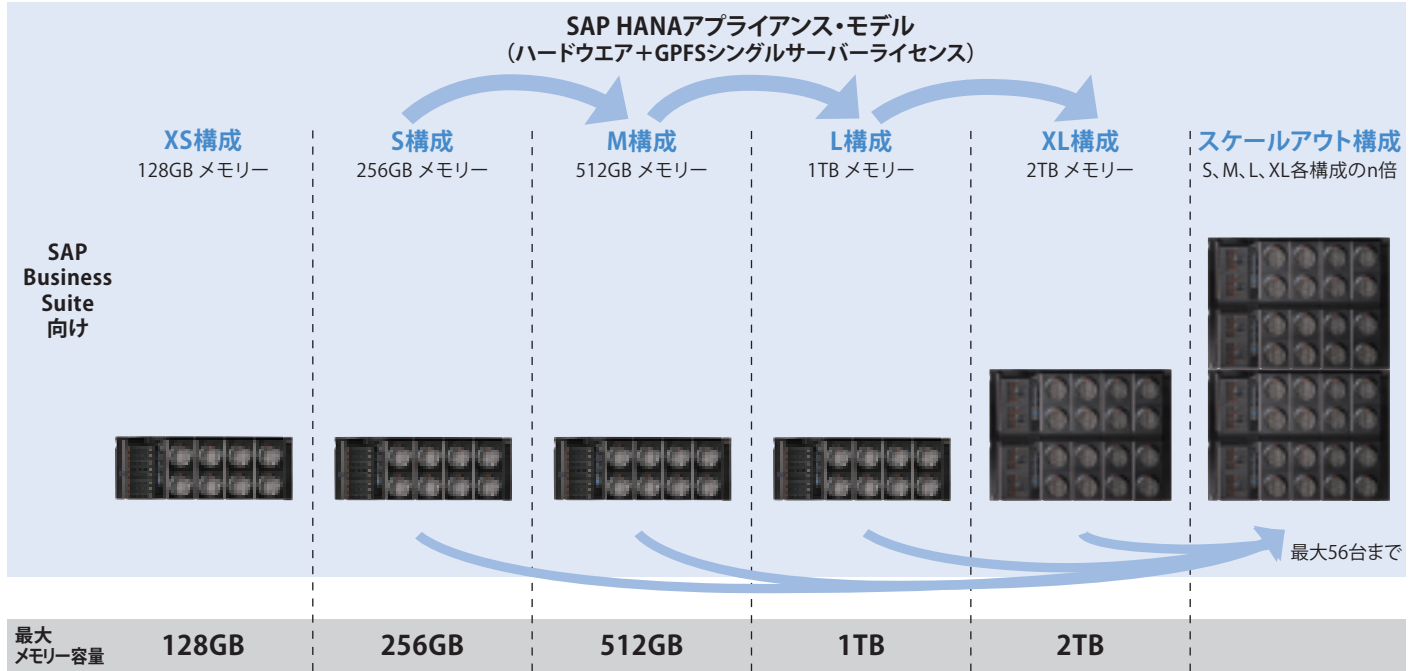 SAP HANAアプライアンス・モデル
（ハードウエア＋GPFSシングルサーバーライセンス）
XS構成
128GB メモリー
S構成
256GB メモリー
M構成
512GB メモリー
L構成
1TB メモリー
XL構成
2TB メモリー
スケールアウト構成
S、M、L、XL各構成のn倍
SAP
Business
Suite
向け
最大56台まで
最大
メモリー容量
128GB
256GB
512GB
1TB
2TB